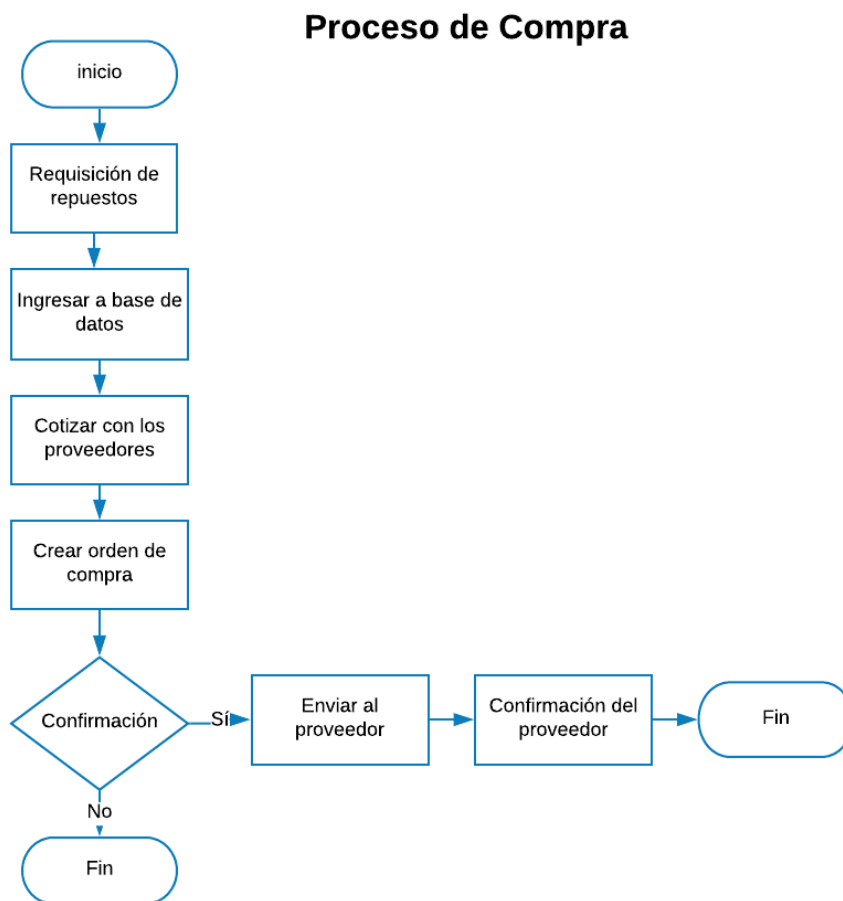 Proceso de Compra
inicio
Requisición de
repuestos
Ingresar a base de
datos
Cotizar con los
proveedores
Crear orden de
compra
Confirmación
Sí
Enviar al
proveedor
Confirmación del
proveedor
Fin
No
Fin